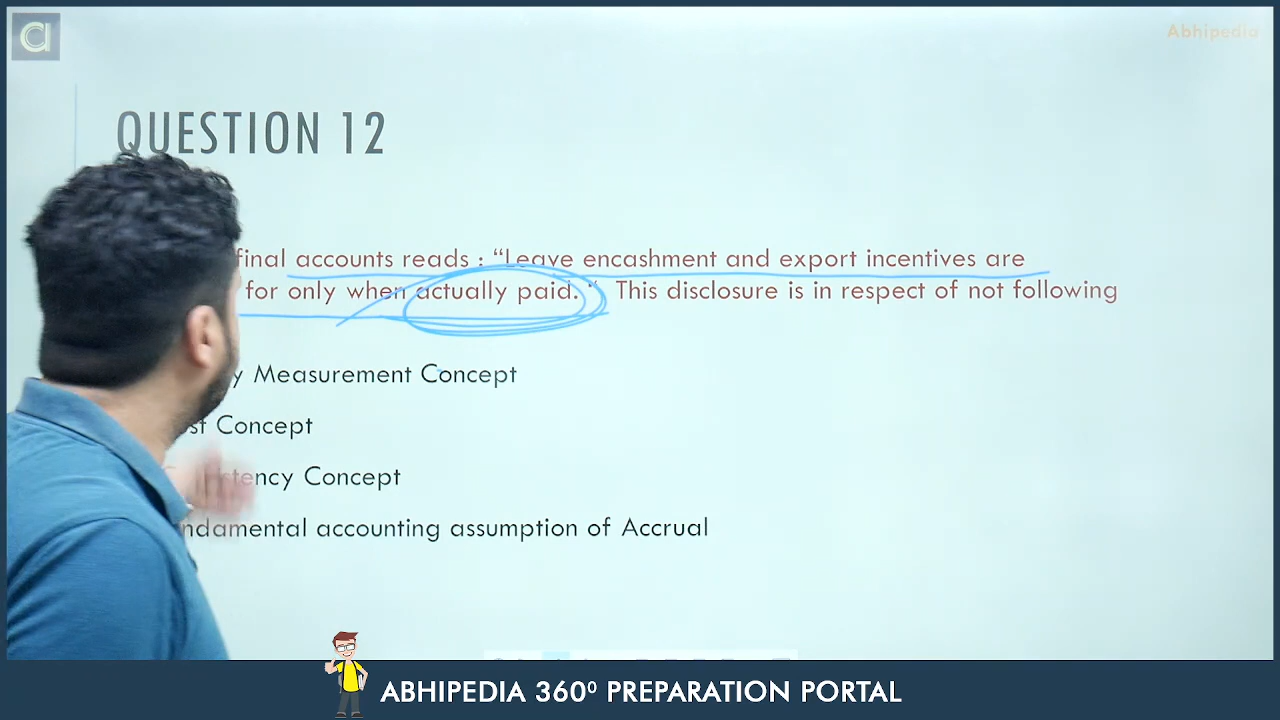 Abhipedia
QUESTION 12
final accounts reads : “Leave encashment and export incentives are
for only when actually paid. “ This disclosure is in respect of not following
Measurement Concept
Concept
Concept
accounting assumption of Accrual
ABHIPEDIA 360⁰ PREPARATION PORTAL